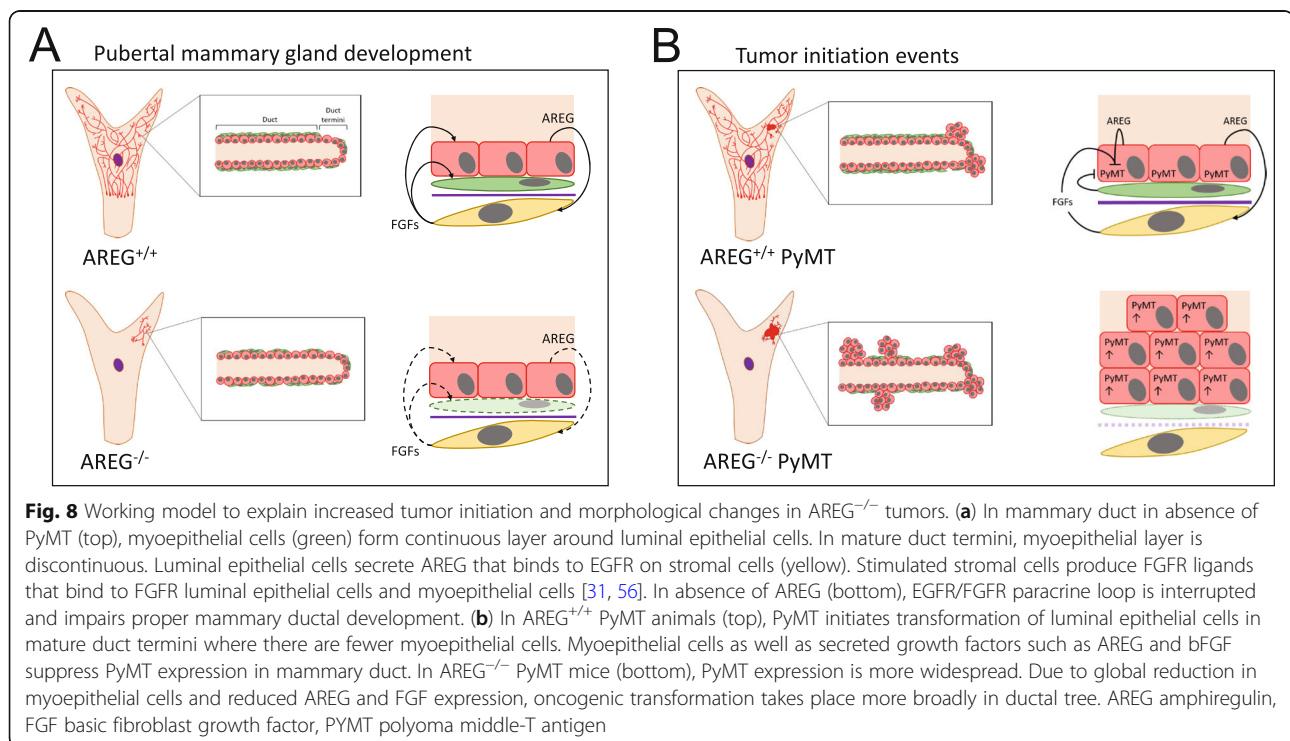 A
Pubertal mammary gland development
Duct
Duct
termini
AREG
FGFs
AREG+/+
AREG
FGFs
AREG-/-
B
Tumor initiation events
AREG
AREG
PyMT
PyMT
PyMT
FGFs
AREG+/+ PyMT
PyMT ↑
PyMT ↑
PyMT ↑
PyMT ↑
PyMT ↑
PyMT ↑
PyMT ↑
PyMT ↑
AREG-/- PyMT
Fig. 8 Working model to explain increased tumor initiation and morphological changes in AREG−/− tumors. (a) In mammary duct in absence of
PyMT (top), myoepithelial cells (green) form continuous layer around luminal epithelial cells. In mature duct termini, myoepithelial layer is
discontinuous. Luminal epithelial cells secrete AREG that binds to EGFR on stromal cells (yellow). Stimulated stromal cells produce FGFR ligands
that bind to FGFR luminal epithelial cells and myoepithelial cells [31, 56]. In absence of AREG (bottom), EGFR/FGFR paracrine loop is interrupted
and impairs proper mammary ductal development. (b) In AREG+/+ PyMT animals (top), PyMT initiates transformation of luminal epithelial cells in
mature duct termini where there are fewer myoepithelial cells. Myoepithelial cells as well as secreted growth factors such as AREG and bFGF
suppress PyMT expression in mammary duct. In AREG−/− PyMT mice (bottom), PyMT expression is more widespread. Due to global reduction in
myoepithelial cells and reduced AREG and FGF expression, oncogenic transformation takes place more broadly in ductal tree. AREG amphiregulin,
FGF basic fibroblast growth factor, PYMT polyoma middle-T antigen